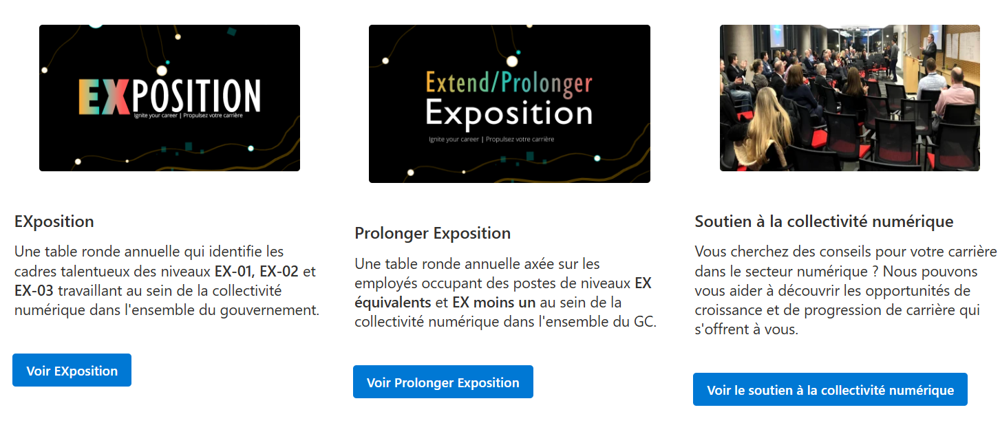 EXPOSITION
Ignite your career | Propulsez votre carrière
EXposition
Une table ronde annuelle qui identifie les
cadres talentueux des niveaux EX-01, EX-02 et
EX-03 travaillant au sein de la collectivité
numérique dans l'ensemble du gouvernement.
Voir EXposition
Extend/Prolonger
Exposition
Ignite your career | Propulsez votre carrière
Prolonger Exposition
Une table ronde annuelle axée sur les
employés occupant des postes de niveaux EX
équivalents et EX moins un au sein de la
collectivité numérique dans l'ensemble du GC.
Voir Prolonger Exposition
Soutien à la collectivité numérique
Vous cherchez des conseils pour votre carrière
dans le secteur numérique ? Nous pouvons
vous aider à découvrir les opportunités de
croissance et de progression de carrière qui
s'offrent à vous.
Voir le soutien à la collectivité numérique